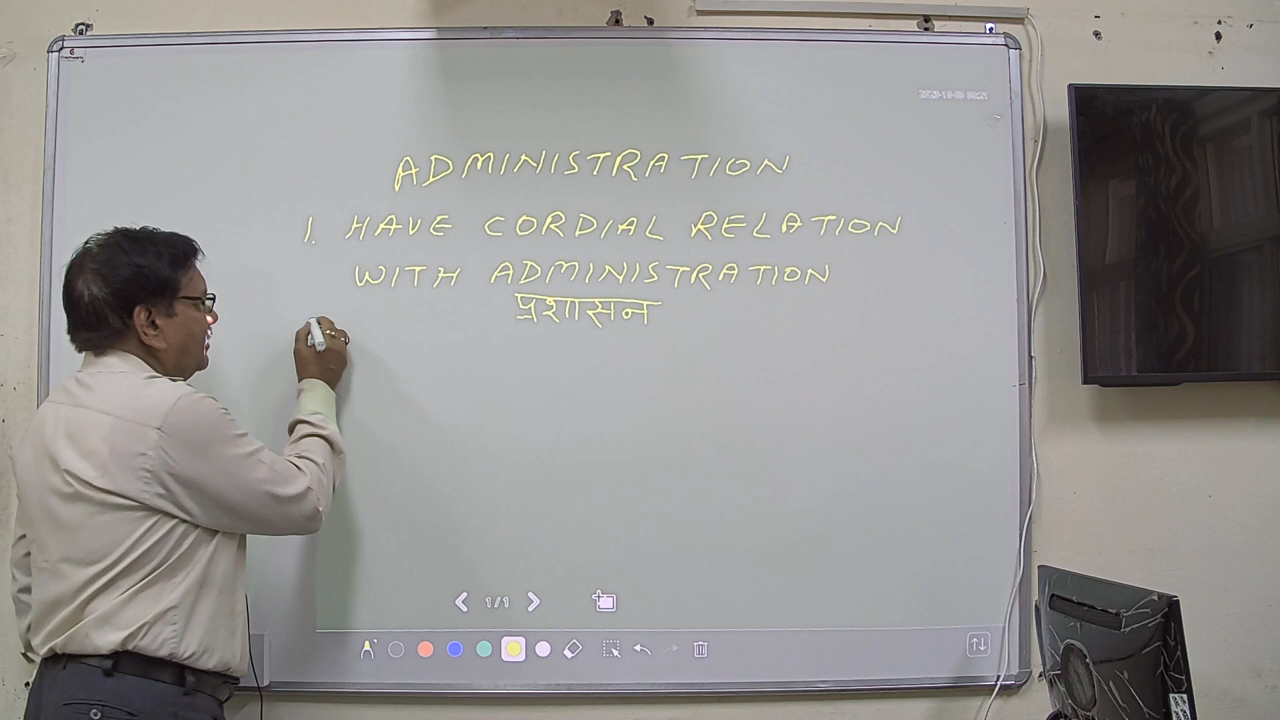 ADMINISTRATION
1. HAVE CORDIAL RELATION
WITH ADMINISTRATION
प्रशासन
1/1